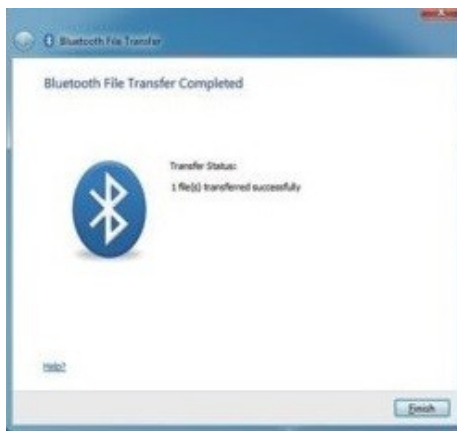 Bluetooth File Transfer
Bluetooth File Transfer Completed
Transfer Status:
1 file(s) transferred successfully
Help?
Finish